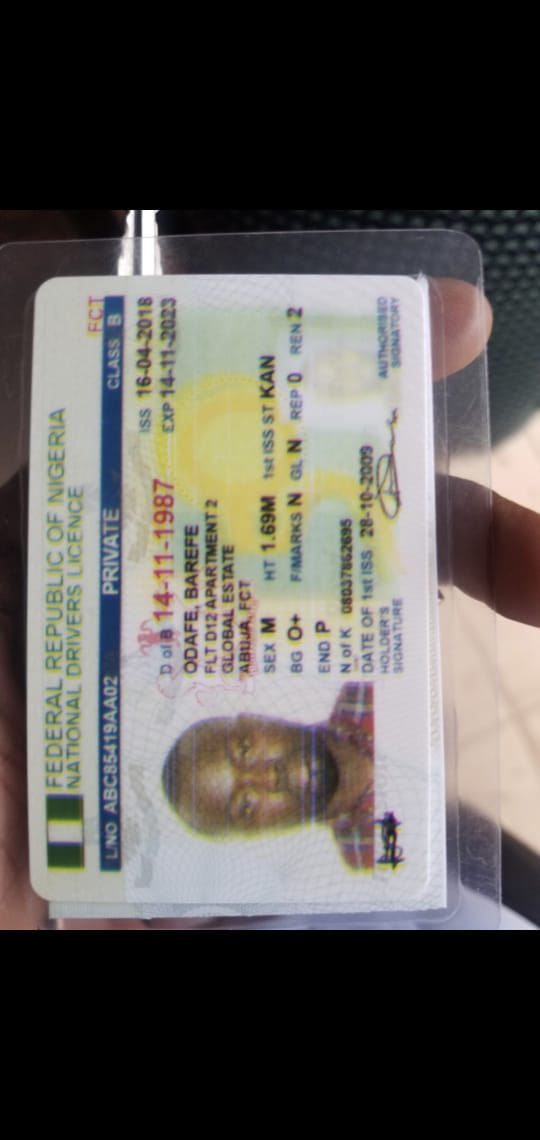 FEDERAL REPUBLIC OF NIGERIA
NATIONAL DRIVERS LICENCE
FCT
L/NO ABC85419AA02 PRIVATE CLASS B
D of B 14-11-1987 ISS 16-04-2018
EXP 14-11-2023
ODAFE, BAREFE
FLT D12 APARTMENT 2
GLOBAL ESTATE
ABUJA, FCT
SEX M HT 1.69M 1st ISS ST KAN
BG O+ F/MARKS N GL N REP 0 REN 2
END P
N of K 08037862695
DATE OF 1st ISS 28-10-2009
HOLDER'S
SIGNATURE
AUTHORISED
SIGNATORY